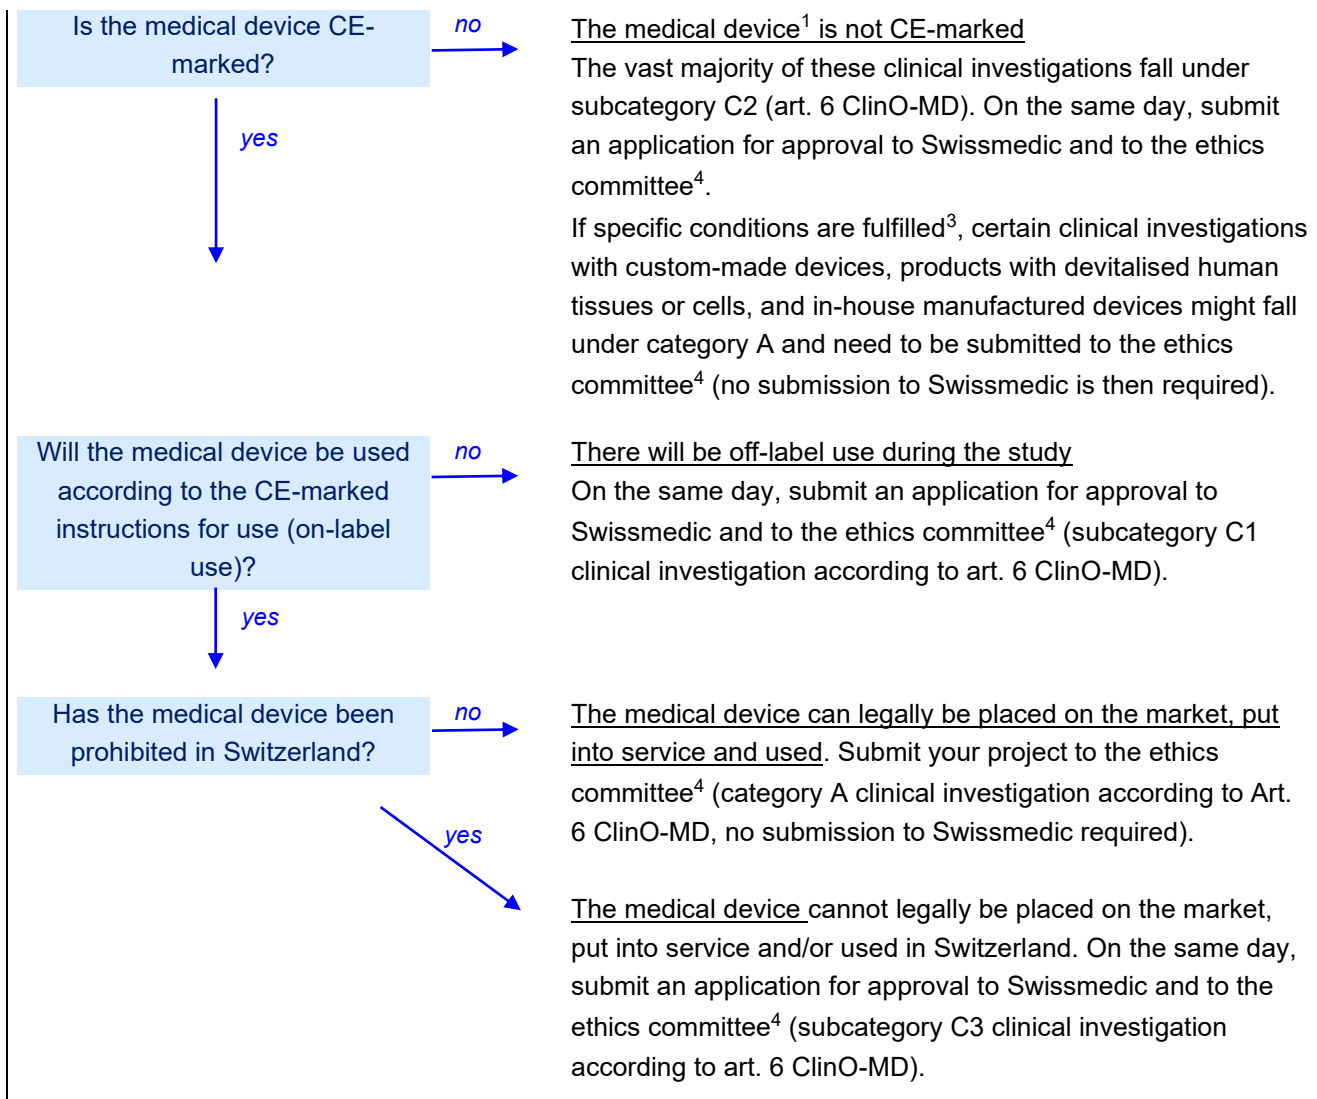 Is the medical device CE-
marked?
no
yes
The medical device1 is not CE-marked
The vast majority of these clinical investigations fall under
subcategory C2 (art. 6 ClinO-MD). On the same day, submit
an application for approval to Swissmedic and to the ethics
committee4.
If specific conditions are fulfilled3, certain clinical investigations
with custom-made devices, products with devitalised human
tissues or cells, and in-house manufactured devices might fall
under category A and need to be submitted to the ethics
committee4 (no submission to Swissmedic is then required).
Will the medical device be used
according to the CE-marked
instructions for use (on-label
use)?
no
yes
There will be off-label use during the study
On the same day, submit an application for approval to
Swissmedic and to the ethics committee4 (subcategory C1
clinical investigation according to art. 6 ClinO-MD).
Has the medical device been
prohibited in Switzerland?
no
The medical device can legally be placed on the market, put
into service and used. Submit your project to the ethics
committee4 (category A clinical investigation according to Art.
6 ClinO-MD, no submission to Swissmedic required).
yes
The medical device cannot legally be placed on the market,
put into service and/or used in Switzerland. On the same day,
submit an application for approval to Swissmedic and to the
ethics committee4 (subcategory C3 clinical investigation
according to art. 6 ClinO-MD).